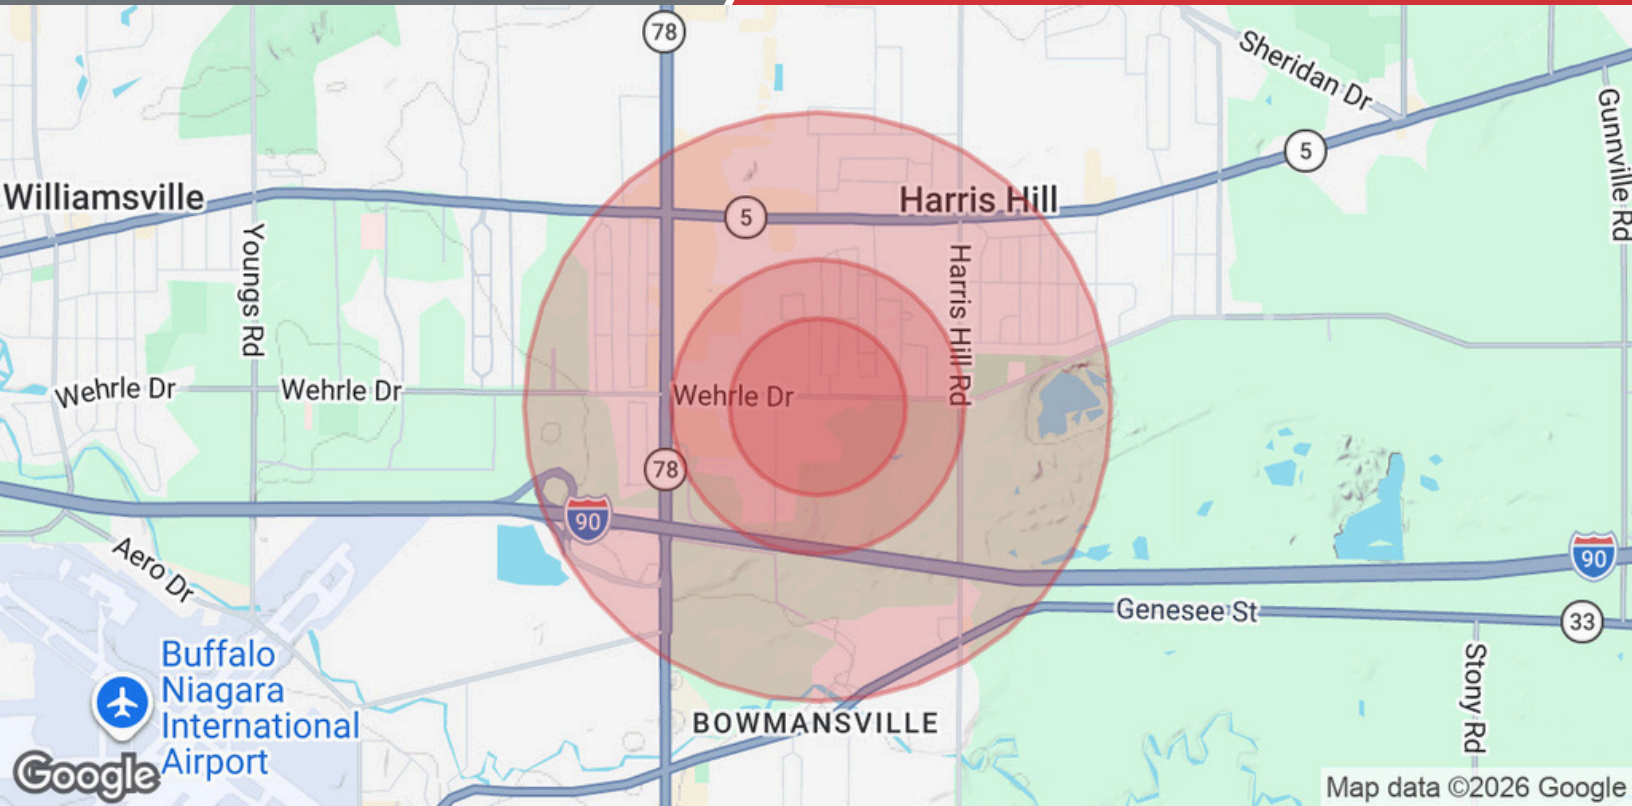 78
Sheridan Dr
Gunnville Rd
5
Williamsville
Harris Hill
5
Youngs Rd
Harris Hill Rd
Wehrle Dr
Wehrle Dr
Wehrle Dr
78
90
90
Aero Dr
Genesee St
33
Buffalo
Niagara
International
Airport
Stony Rd
BOWMANSVILLE
Google
Map data ©2026 Google